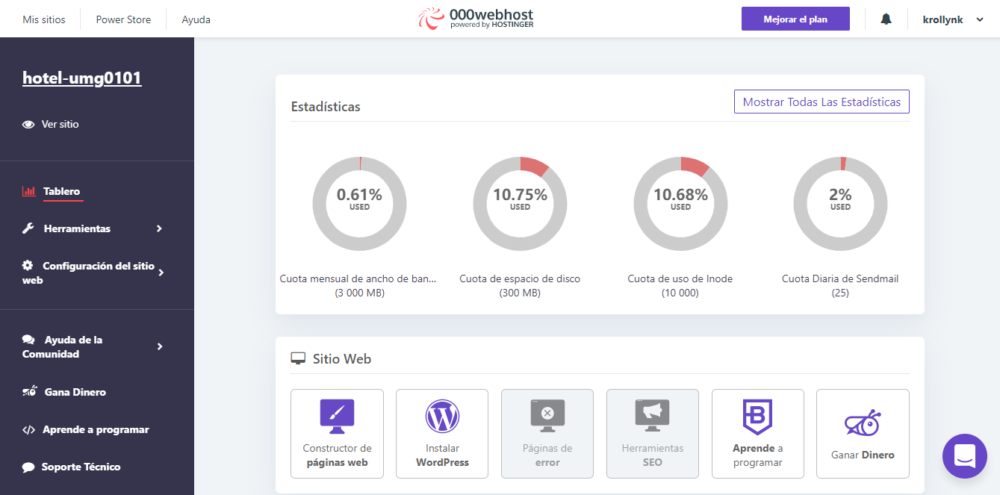 Mis sitios
Power Store
Ayuda
000webhost
powered by HOSTINGER
Mejorar el plan
krollynk
hotel-umg0101
Ver sitio
Tablero
Herramientas
Configuración del sitio
web
Ayuda de la
Comunidad
Gana Dinero
Aprende a programar
Soporte Técnico
Estadísticas
Mostrar Todas Las Estadísticas
0.61%
USED
Cuota mensual de ancho de ban...
(3 000 MB)
10.75%
USED
Cuota de espacio de disco
(300 MB)
10.68%
USED
Cuota de uso de Inode
(10 000)
2%
USED
Cuota Diaria de Sendmail
(25)
Sitio Web
Constructor de
páginas web
Instalar
WordPress
Páginas de
error
Herramientas
SEO
Aprende a
programar
Ganar Dinero